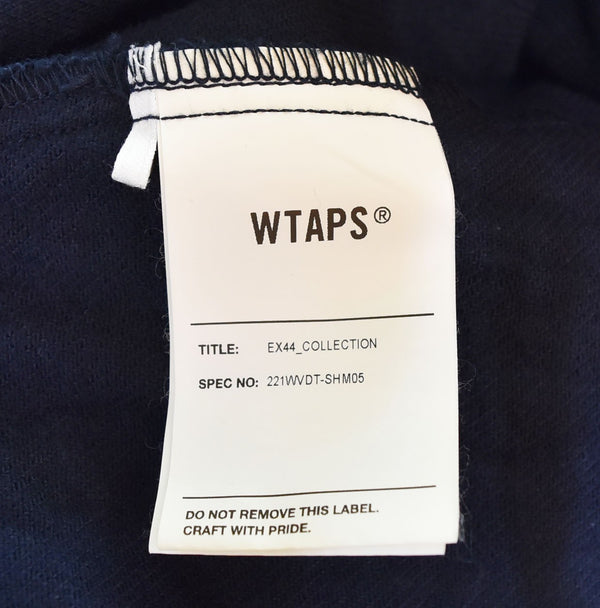 WTAPS®
TITLE: EX44_COLLECTION
SPEC NO: 221WVDT-SHM05
DO NOT REMOVE THIS LABEL.
CRAFT WITH PRIDE.